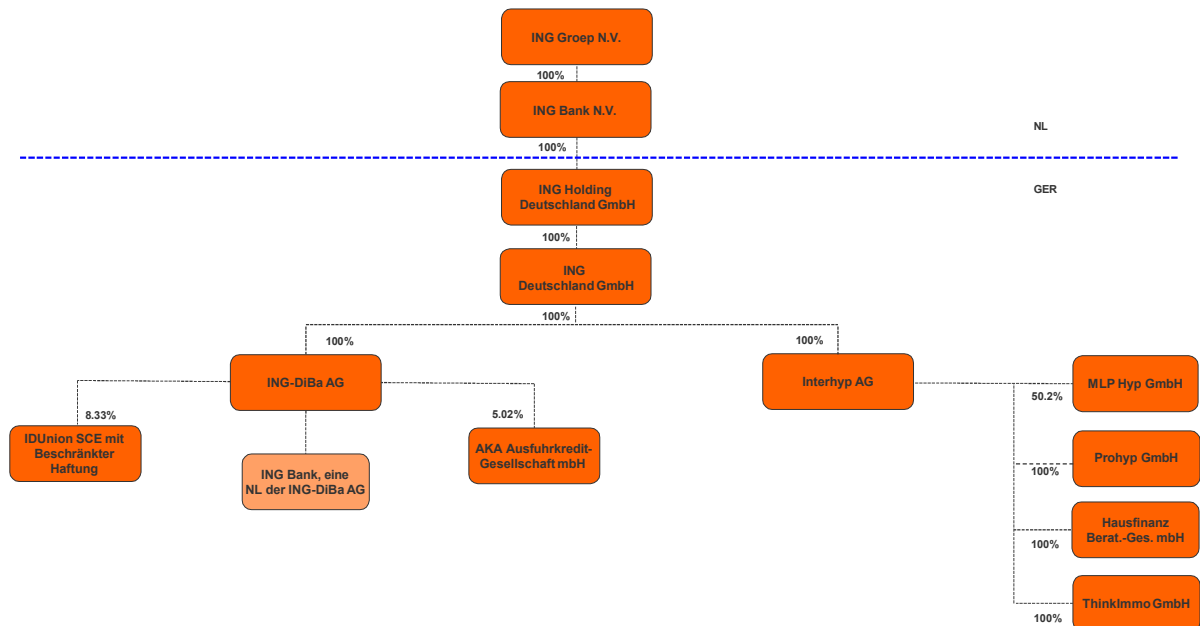 ING Groep N.V.
100%
ING Bank N.V.
NL
100%
GER
ING Holding
Deutschland GmbH
100%
ING
Deutschland GmbH
100%
100%
100%
ING-DiBa AG
Interhyp AG
MLP Hyp GmbH
8.33%
5.02%
50.2%
IDUnion SCE mit
Beschränkter
Haftung
ING Bank, eine
NL der ING-DiBa AG
AKA Ausfuhrkredit-
Gesellschaft mbH
Prohyp GmbH
100%
Hausfinanz
Berat.-Ges. mbH
100%
ThinkImmo GmbH
100%